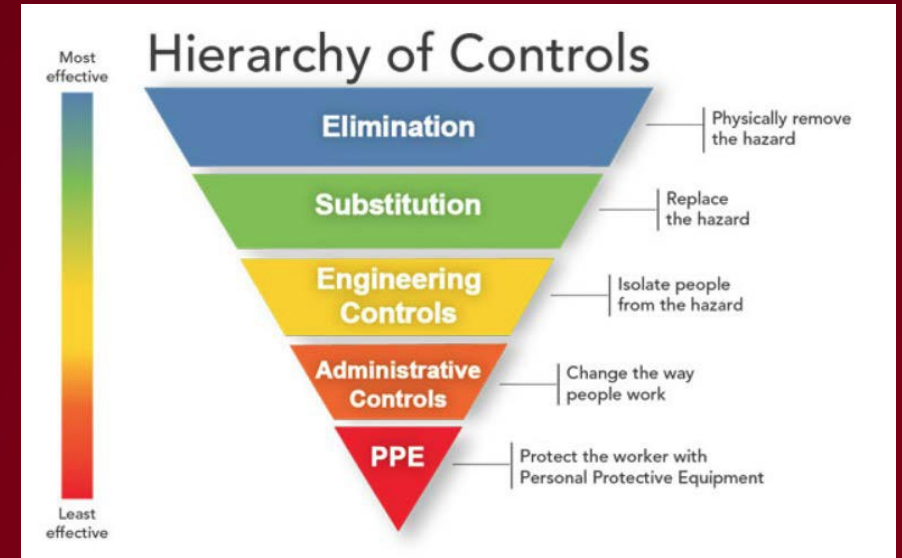 Hierarchy of Controls
Most
effective
Elimination
Physically remove
the hazard
Substitution
Replace
the hazard
Engineering
Controls
Isolate people
from the hazard
Administrative
Controls
Change the way
people work
PPE
Protect the worker with
Personal Protective Equipment
Least
effective